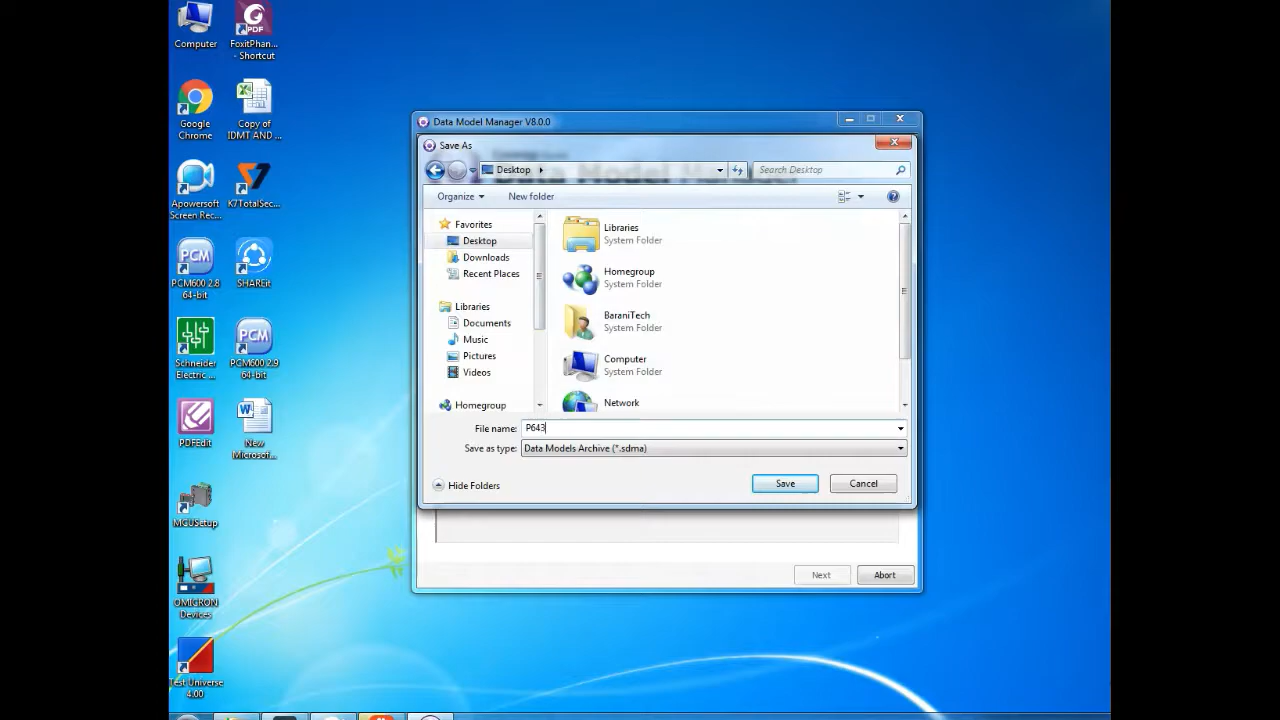 Computer
FoxitPhan...
- Shortcut
Google
Chrome
Copy of
IDMT AND ...
Apowersoft
Screen Rec...
K7TotalSec...
PCM600 2.8
64-bit
SHAREit
Schneider
Electric ...
PCM600 2.9
64-bit
PDFEdit
New
Microsof...
MCUSetup
OMICRON
Devices
Test Universe
4.00
Data Model Manager V8.0.0
Save As
Desktop
Search Desktop
Organize
New folder
Favorites
Desktop
Downloads
Recent Places
Libraries
Documents
Music
Pictures
Videos
Homegroup
Libraries
System Folder
Homegroup
System Folder
BaraniTech
System Folder
Computer
System Folder
Network
File name: P643
Save as type: Data Models Archive (*.sdma)
Hide Folders
Save
Cancel
Next
Abort